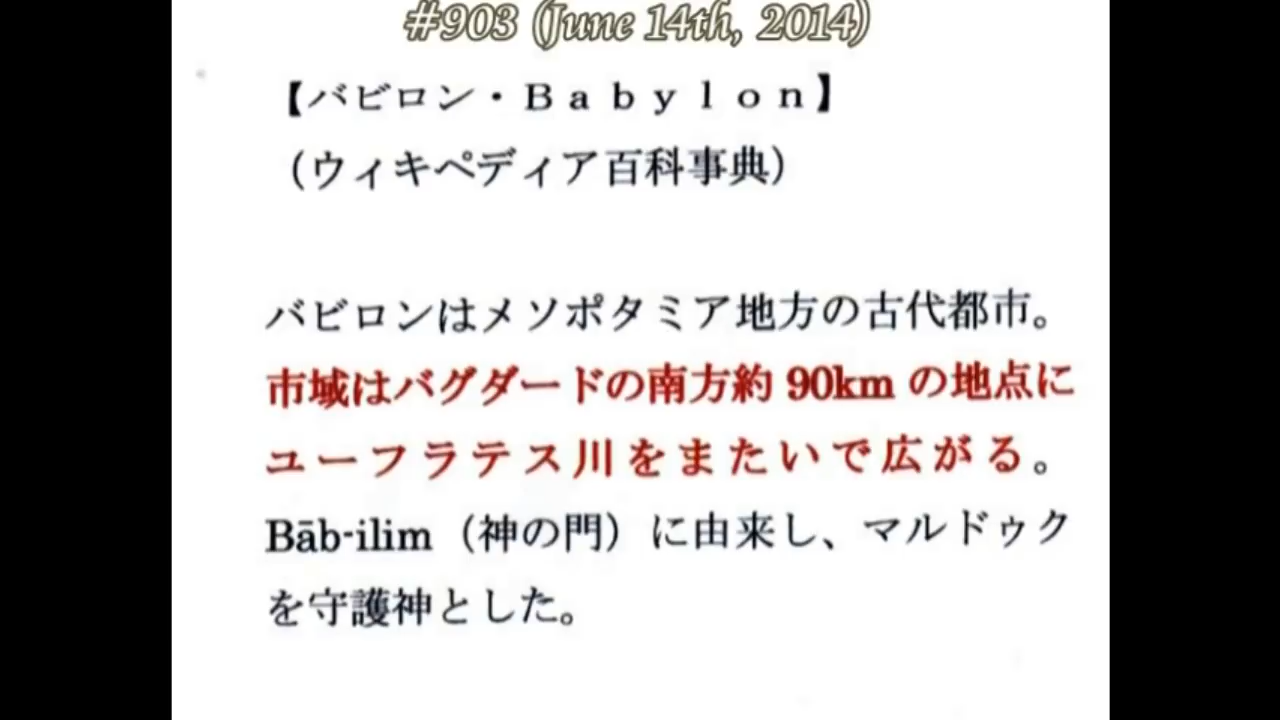 #903 (June 14th, 2014)
【バビロン・Ｂａｂｙｌｏｎ】
（ウィキペディア百科事典）
バビロンはメソポタミア地方の古代都市。
市域はバグダードの南方約 90km の地点に
ユーフラテス川をまたいで広がる。
Bāb-ilim（神の門）に由来し、マルドゥク
を守護神とした。